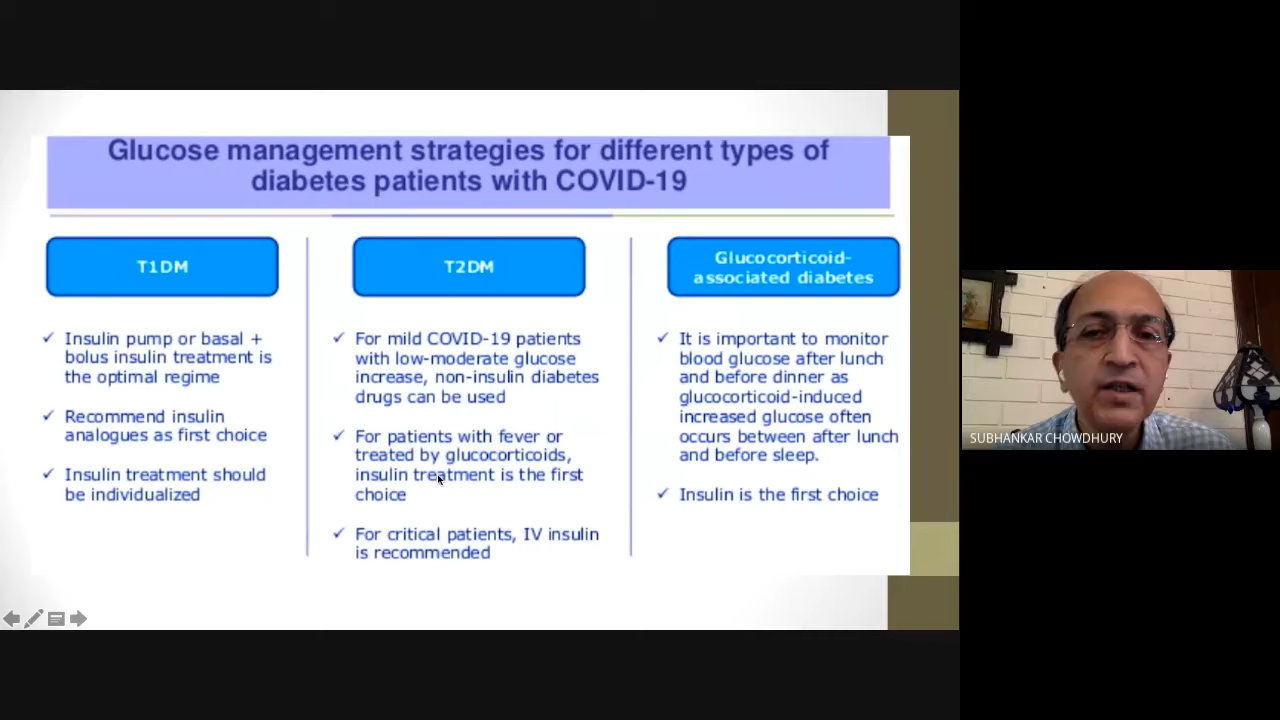 Glucose management strategies for different types of
diabetes patients with COVID-19
T1DM
Insulin pump or basal +
bolus insulin treatment is
the optimal regime
Recommend insulin
analogues as first choice
Insulin treatment should
be individualized
T2DM
For mild COVID-19 patients
with low-moderate glucose
increase, non-insulin diabetes
drugs can be used
For patients with fever or
treated by glucocorticoids,
insulin treatment is the first
choice
For critical patients, IV insulin
is recommended
Glucocorticoid-
associated diabetes
It is important to monitor
blood glucose after lunch
and before dinner as
glucocorticoid-induced
increased glucose often
occurs between after lunch
and before sleep.
Insulin is the first choice
SUBHANKAR CHOWDHURY